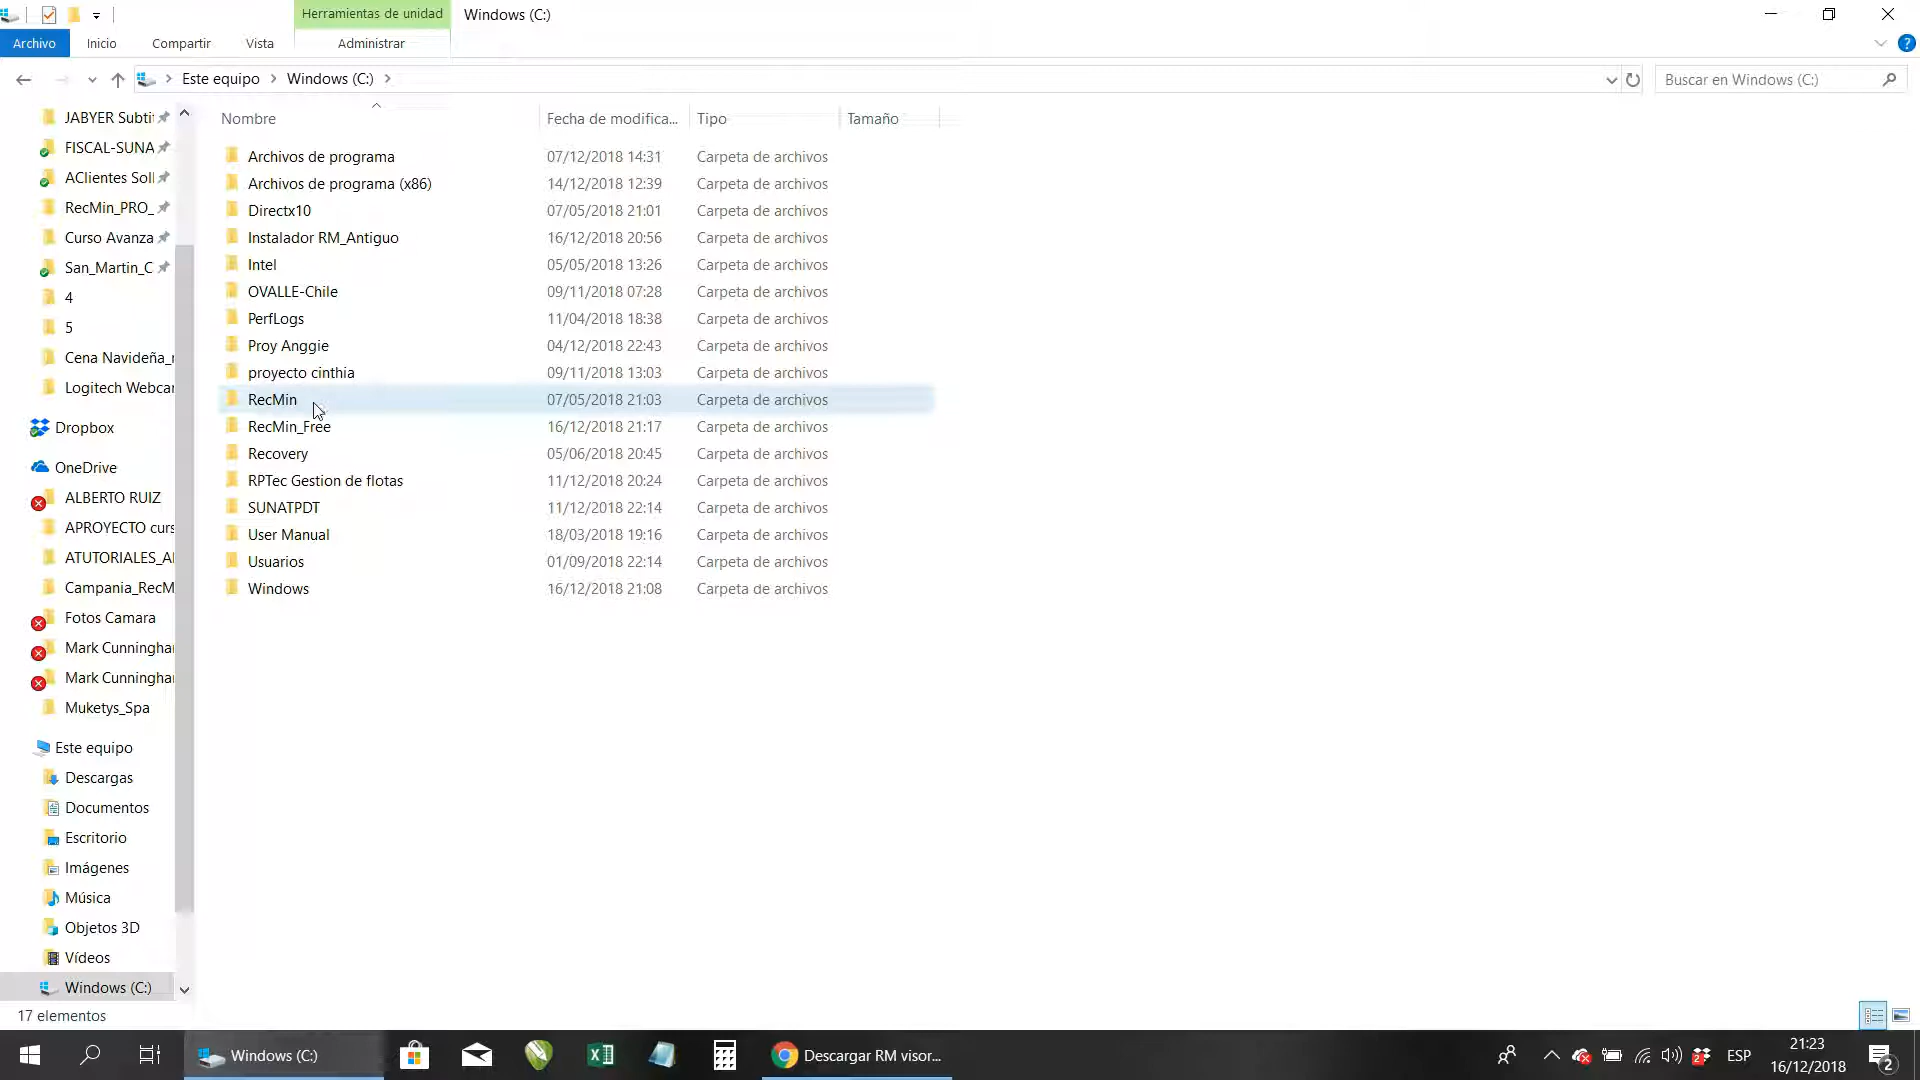 Herramientas de unidad
Windows (C:)
Archivo
Inicio
Compartir
Vista
Administrar
Este equipo
Windows (C:)
Buscar en Windows (C:)
JABYER Subti
FISCAL-SUNA
AClientes Soll
RecMin_PRO_
Curso Avanza
San_Martin_C
4
5
Cena Navideña_r
Logitech Webcar
Dropbox
OneDrive
ALBERTO RUIZ
APROYECTO curs
ATUTORIALES_AI
Campania_RecM
Fotos Camara
Mark Cunninghar
Mark Cunninghar
Muketys_Spa
Este equipo
Descargas
Documentos
Escritorio
Imágenes
Música
Objetos 3D
Vídeos
Windows (C:)
Nombre Fecha de modifica... Tipo Tamaño
Archivos de programa 07/12/2018 14:31 Carpeta de archivos
Archivos de programa (x86) 14/12/2018 12:39 Carpeta de archivos
Directx10 07/05/2018 21:01 Carpeta de archivos
Instalador RM_Antiguo 16/12/2018 20:56 Carpeta de archivos
Intel 05/05/2018 13:26 Carpeta de archivos
OVALLE-Chile 09/11/2018 07:28 Carpeta de archivos
PerfLogs 11/04/2018 18:38 Carpeta de archivos
Proy Anggie 04/12/2018 22:43 Carpeta de archivos
proyecto cinthia 09/11/2018 13:03 Carpeta de archivos
RecMin 07/05/2018 21:03 Carpeta de archivos
RecMin_Free 16/12/2018 21:17 Carpeta de archivos
Recovery 05/06/2018 20:45 Carpeta de archivos
RPTec Gestion de flotas 11/12/2018 20:24 Carpeta de archivos
SUNATPDT 11/12/2018 22:14 Carpeta de archivos
User Manual 18/03/2018 19:16 Carpeta de archivos
Usuarios 01/09/2018 22:14 Carpeta de archivos
Windows 16/12/2018 21:08 Carpeta de archivos
17 elementos
Windows (C:)
Descargar RM visor...
ESP
21:23
16/12/2018
2